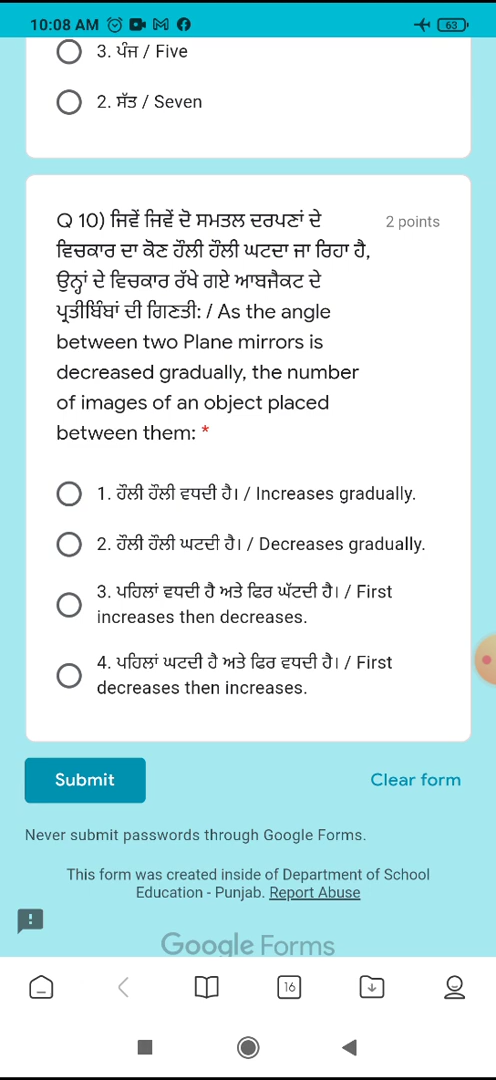 10:08 AM
63
3. ਪੰਜ / Five
2. ਸੱਤ / Seven
Q 10) ਜਿਵੇਂ ਜਿਵੇਂ ਦੋ ਸਮਤਲ ਦਰਪਣਾਂ ਦੇ
2 points
ਵਿਚਕਾਰ ਦਾ ਕੋਣ ਹੌਲੀ ਹੌਲੀ ਘਟਦਾ ਜਾ ਰਿਹਾ ਹੈ,
ਉਨ੍ਹਾਂ ਦੇ ਵਿਚਕਾਰ ਰੱਖੇ ਗਏ ਆਬਜੈਕਟ ਦੇ
ਪ੍ਰਤੀਬਿੰਬਾਂ ਦੀ ਗਿਣਤੀ: / As the angle
between two Plane mirrors is
decreased gradually, the number
of images of an object placed
between them: *
1. ਹੌਲੀ ਹੌਲੀ ਵਧਦੀ ਹੈ। / Increases gradually.
2. ਹੌਲੀ ਹੌਲੀ ਘਟਦੀ ਹੈ। / Decreases gradually.
3. ਪਹਿਲਾਂ ਵਧਦੀ ਹੈ ਅਤੇ ਫਿਰ ਘੱਟਦੀ ਹੈ। / First
increases then decreases.
4. ਪਹਿਲਾਂ ਘਟਦੀ ਹੈ ਅਤੇ ਫਿਰ ਵਧਦੀ ਹੈ। / First
decreases then increases.
Submit
Clear form
Never submit passwords through Google Forms.
This form was created inside of Department of School
Education - Punjab. Report Abuse
Google Forms
16